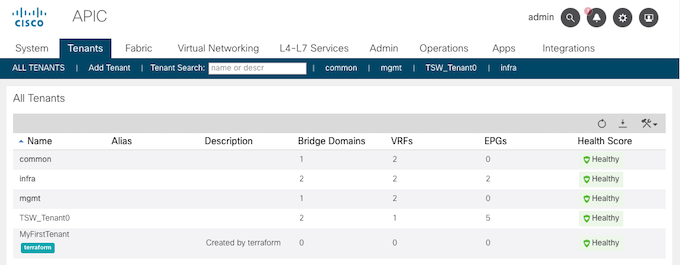 CISCO APIC admin
System Tenants Fabric Virtual Networking L4-L7 Services Admin Operations Apps Integrations
ALL TENANTS | Add Tenant | Tenant Search: name or descr | common | mgmt | TSW_Tenant0 | infra
All Tenants
Name Alias Description Bridge Domains VRFs EPGs Health Score
common 1 2 0 Healthy
infra 2 2 2 Healthy
mgmt 1 2 0 Healthy
TSW_Tenant0 2 1 5 Healthy
MyFirstTenant
terraform Created by terraform 0 0 0 Healthy